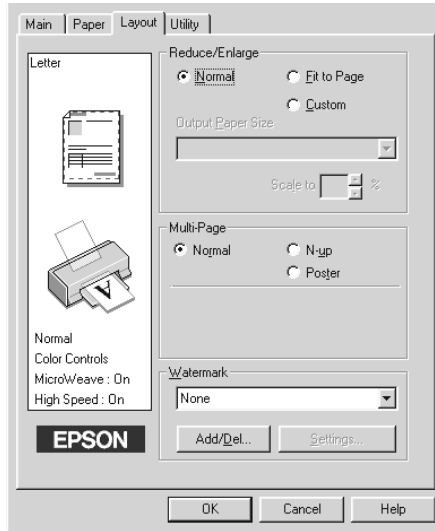 Main Paper Layout Utility
Letter
Normal
Color Controls
MicroWeave : On
High Speed : On
EPSON
Reduce/Enlarge
Normal Fit to Page
Custom
Output Paper Size
Scale to %
Multi-Page
Normal N-up
Poster
Watermark
None
Add/Del... Settings...
OK Cancel Help